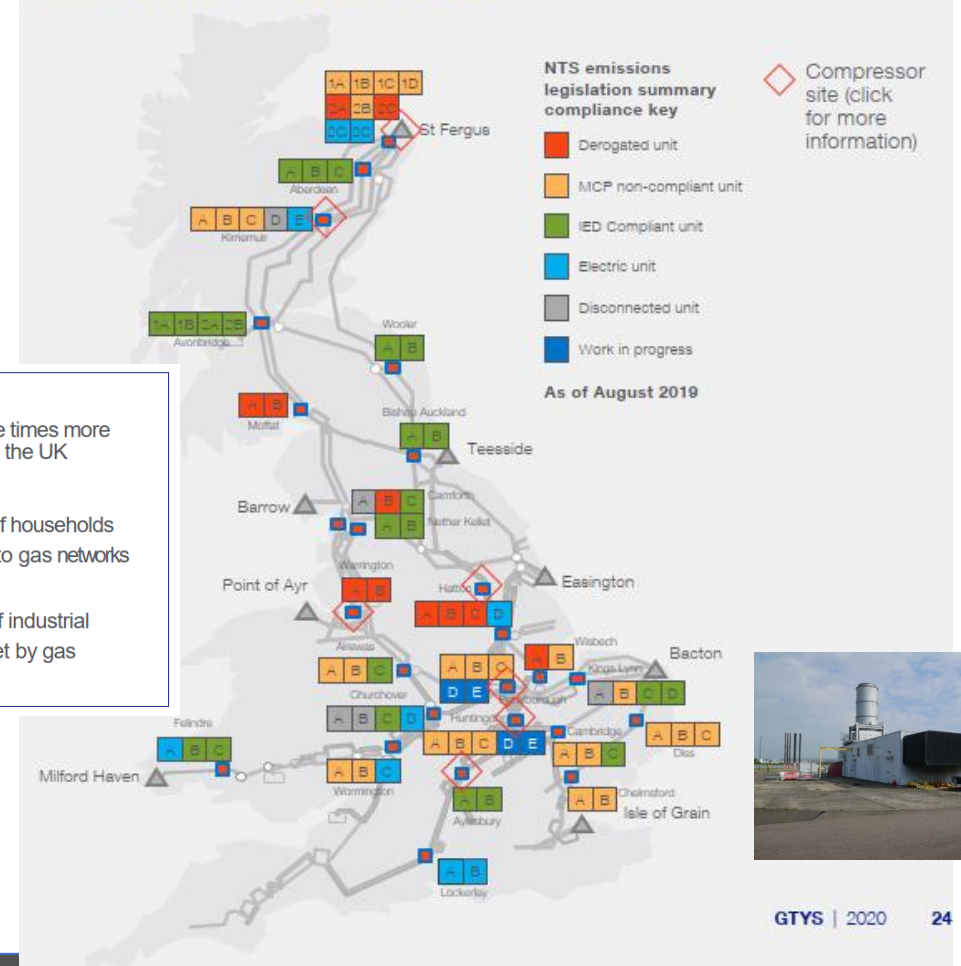 NTS emissions
legislation summary
compliance key
Derogated unit
MCP non-compliant unit
IED Compliant unit
Electric unit
Disconnected unit
Work in progress
As of August 2019
Compressor
site (click
for more
information)
1A 1B 1C 1D
2A 2B
St Fergus
A B C
Aberdeen
A B C D E
Kirriemuir
1A 1B 2A 2B
Avonbridge
Wooler
A B
A B
Moffat
Bishop Auckland
A B
Teesside
e times more
the UK
f households
to gas networks
f industrial
et by gas
Barrow
A B C
Carnforth
A B
Nether Kellet
Warrington
A B
Point of Ayr
Hatton
A B C D
Easington
Alrewas
A B C
A B C
D E
Peterborough
Wisbech
A B
Kings Lynn
Bacton
A B C D
Churchover
A B C D
Huntingdon
A B C D E
Cambridge
A B C
A B C
Diss
Felindre
A B C
Milford Haven
A B C
Wormington
A B
Aylesbury
A B
Chelmsford
Isle of Grain
A B
Lockerley
GTYS | 2020 24